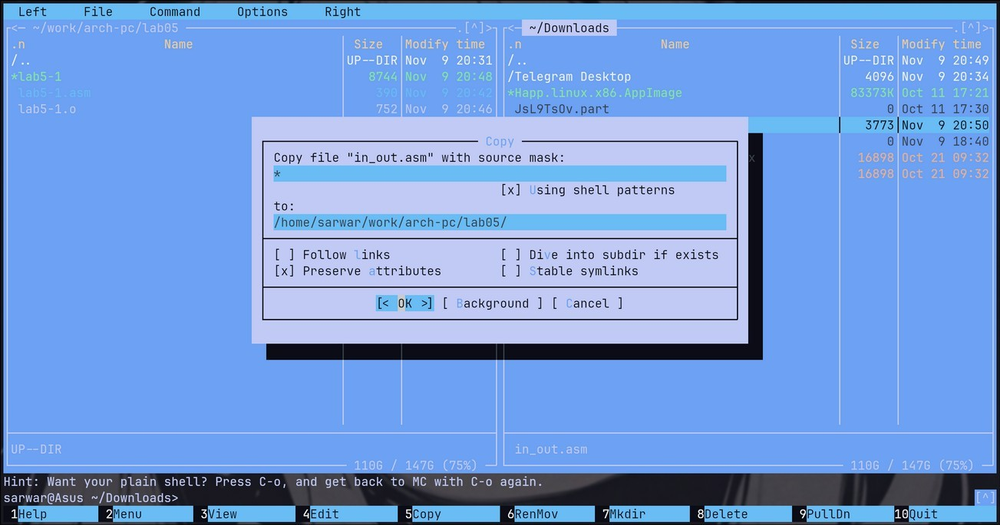 Left File Command Options Right
<─ ~/work/arch-pc/lab05 ─.[^]> <─ ~/Downloads ─.[^]>
.n Name Size Modify time .n Name Size Modify time
/.. UP--DIR Nov 9 20:31 /.. UP--DIR Nov 9 20:49
*lab5-1 8744 Nov 9 20:48 /Telegram Desktop 4096 Nov 9 20:34
lab5-1.asm 390 Nov 9 20:42 *Happ.linux.x86.AppImage 83373K Oct 11 17:21
lab5-1.o 752 Nov 9 20:46 JsL9TsOv.part 0 Oct 11 17:30
3773 Nov 9 20:50
0 Nov 9 18:40
x 16898 Oct 21 09:32
16898 Oct 21 09:32
Copy
Copy file "in_out.asm" with source mask:
*
[x] Using shell patterns
to:
/home/sarwar/work/arch-pc/lab05/
[ ] Follow links [ ] Dive into subdir if exists
[x] Preserve attributes [ ] Stable symlinks
[< OK >] [ Background ] [ Cancel ]
UP--DIR in_out.asm
110G / 147G (75%) 110G / 147G (75%)
Hint: Want your plain shell? Press C-o, and get back to MC with C-o again.
sarwar@Asus ~/Downloads> [^]
1Help 2Menu 3View 4Edit 5Copy 6RenMov 7Mkdir 8Delete 9PullDn 10Quit